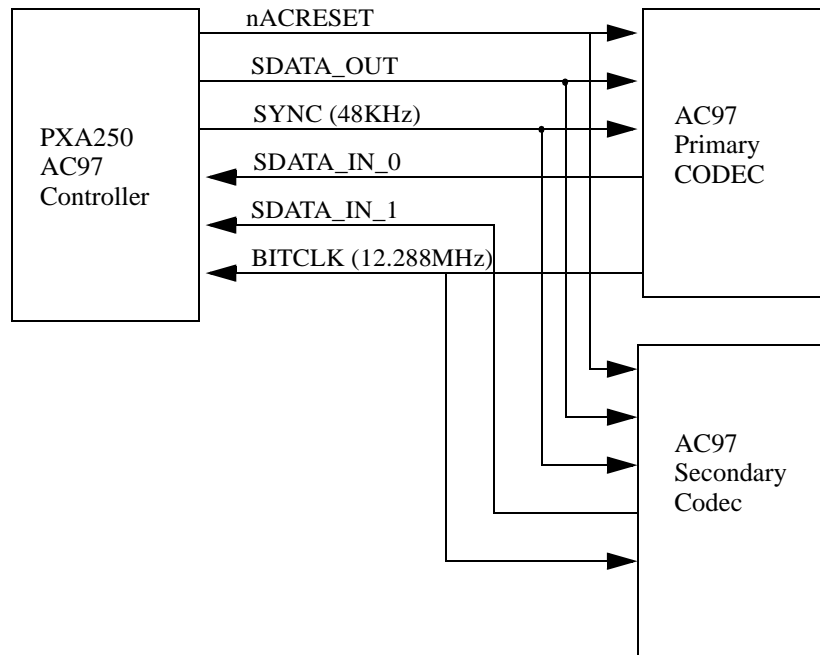 nACRESET
SDATA_OUT
SYNC (48KHz)
SDATA_IN_0
SDATA_IN_1
BITCLK (12.288MHz)
PXA250
AC97
Controller
AC97
Primary
CODEC
AC97
Secondary
Codec